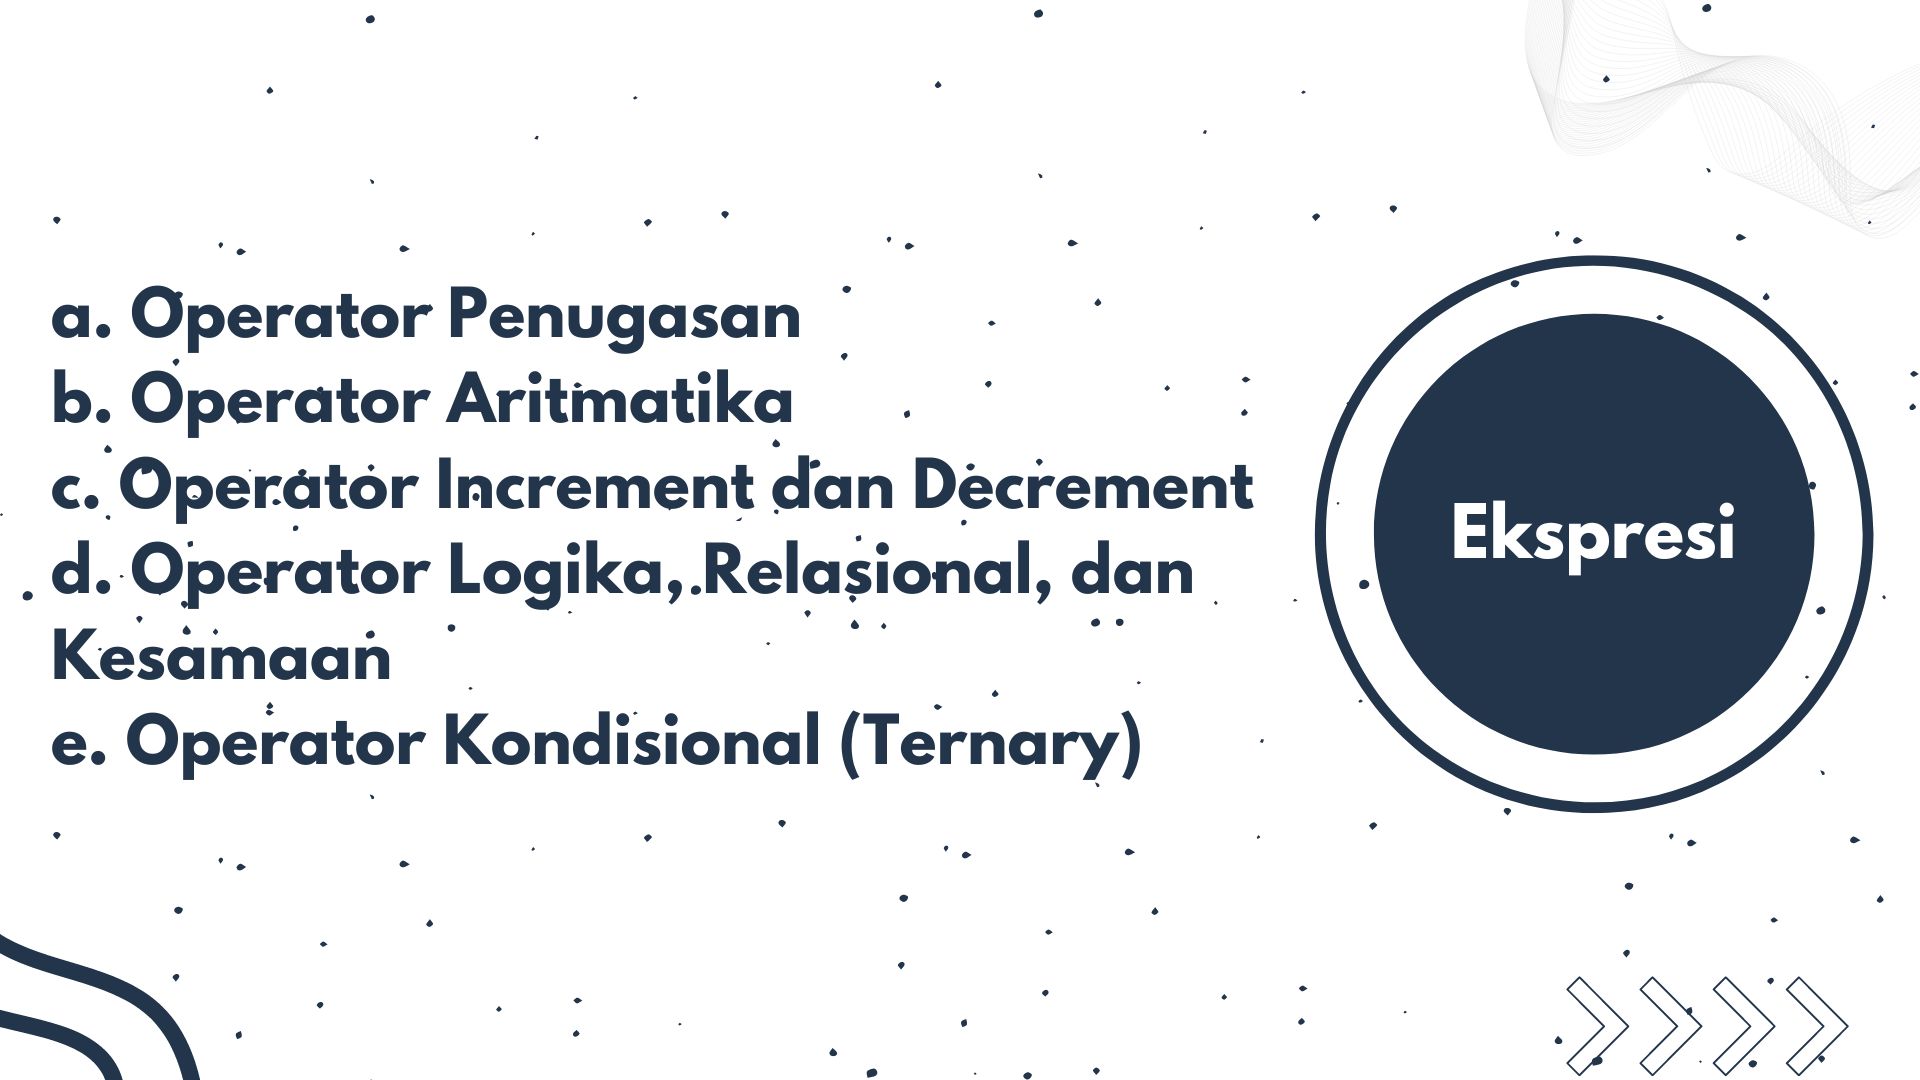 a. Operator Penugasan
b. Operator Aritmatika
c. Operator Increment dan Decrement
d. Operator Logika, Relasional, dan
Kesamaan
e. Operator Kondisional (Ternary)
Ekspresi